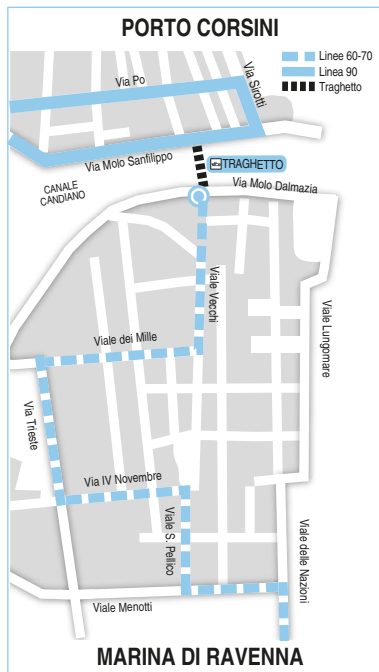 PORTO CORSINI
Linee 60-70
Linea 90
Traghetto
Via Po
Via Sirotti
Via Molo Sanfilippo
TRAGHETTO
CANALE
CANDIANO
Via Molo Dalmazia
Viale Vecchi
Viale Lungomare
Viale dei Mille
Via Trieste
Via IV Novembre
Viale S. Pellico
Viale delle Nazioni
Viale Menotti
MARINA DI RAVENNA